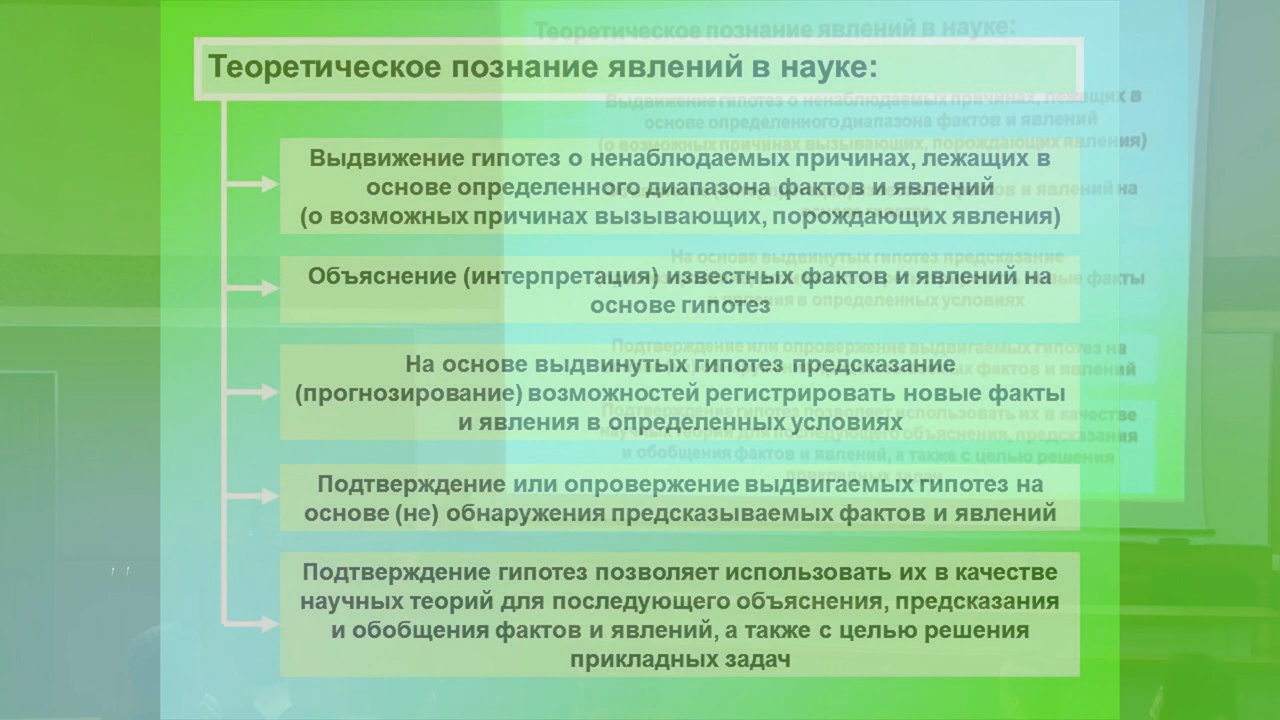 Теоретическое познание явлений в науке:
Выдвижение гипотез о ненаблюдаемых причинах, лежащих в
основе определенного диапазона фактов и явлений
(о возможных причинах вызывающих, порождающих явления)
Объяснение (интерпретация) известных фактов и явлений на
основе гипотез
На основе выдвинутых гипотез предсказание
(прогнозирование) возможностей регистрировать новые факты
и явления в определенных условиях
Подтверждение или опровержение выдвигаемых гипотез на
основе (не) обнаружения предсказываемых фактов и явлений
Подтверждение гипотез позволяет использовать их в качестве
научных теорий для последующего объяснения, предсказания
и обобщения фактов и явлений, а также с целью решения
прикладных задач